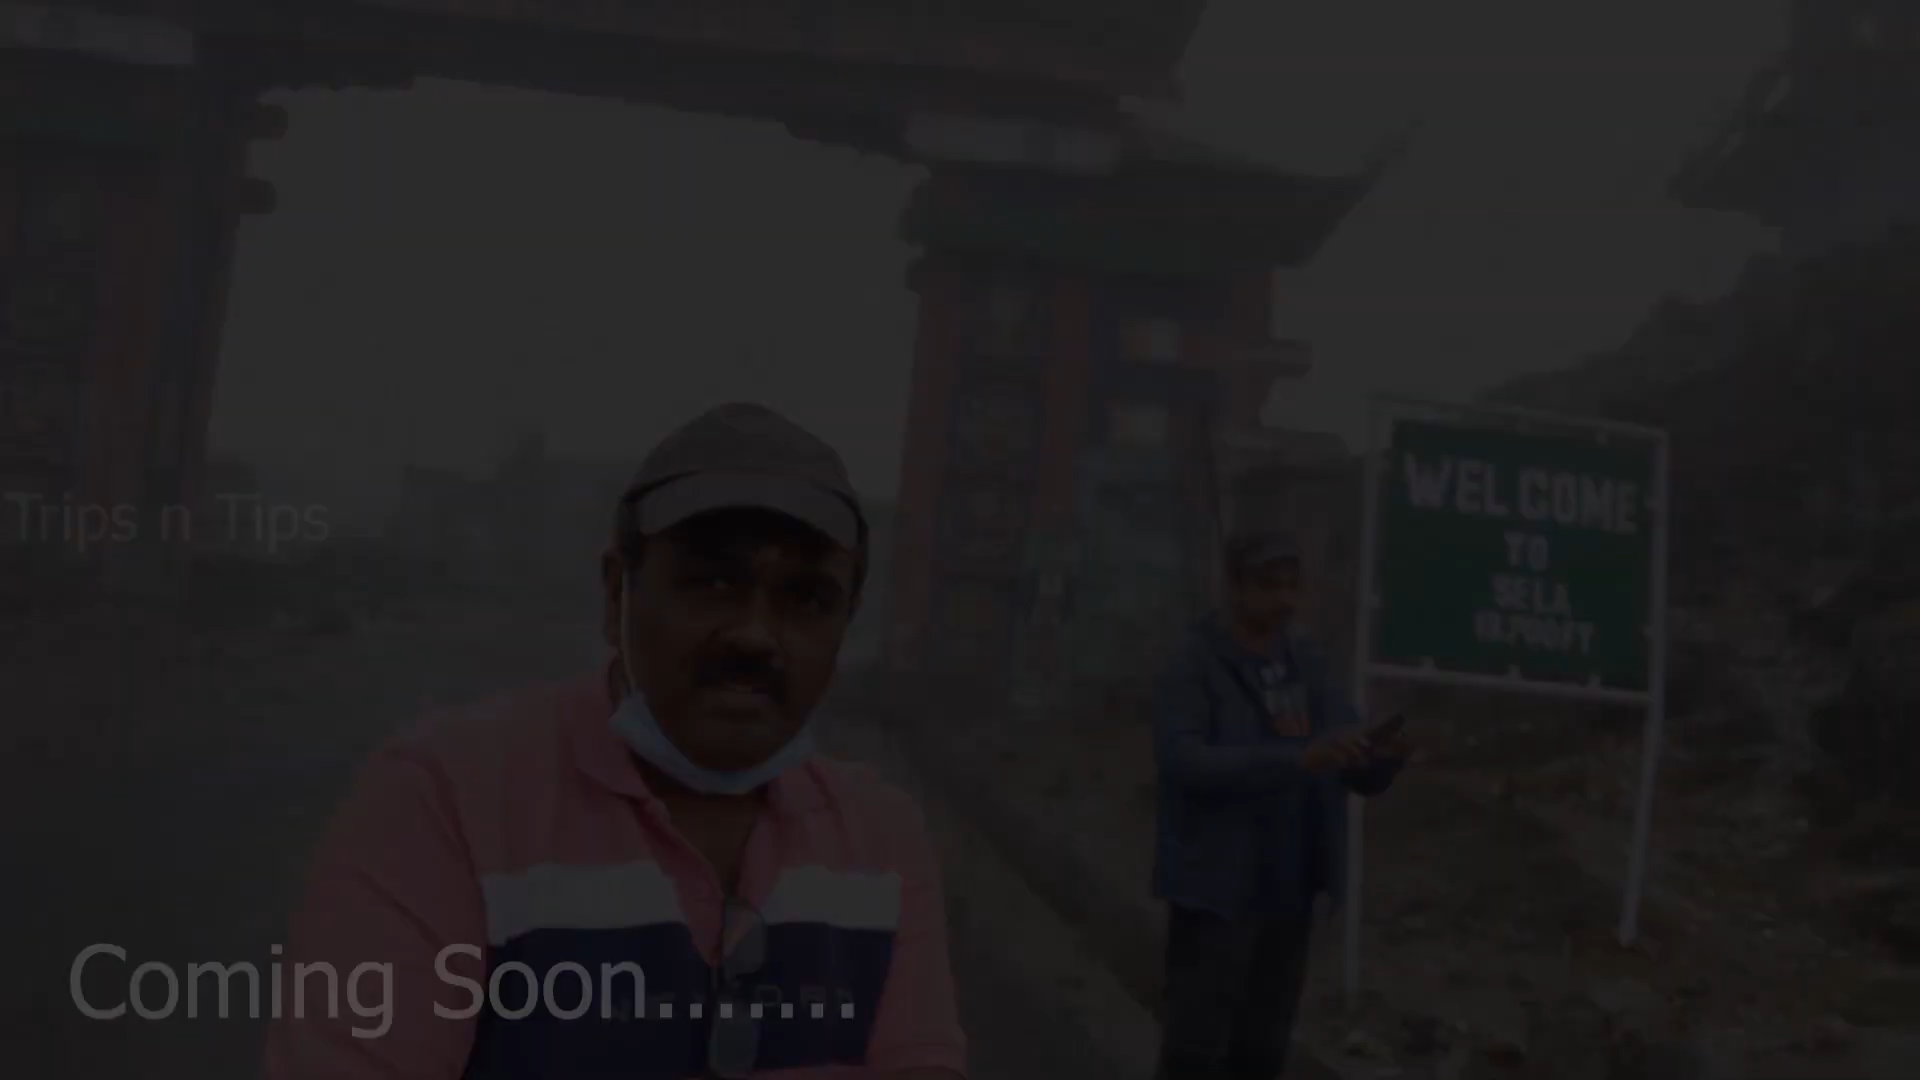 Trips n Tips
WELCOME
TO
SELA
Coming Soon.......